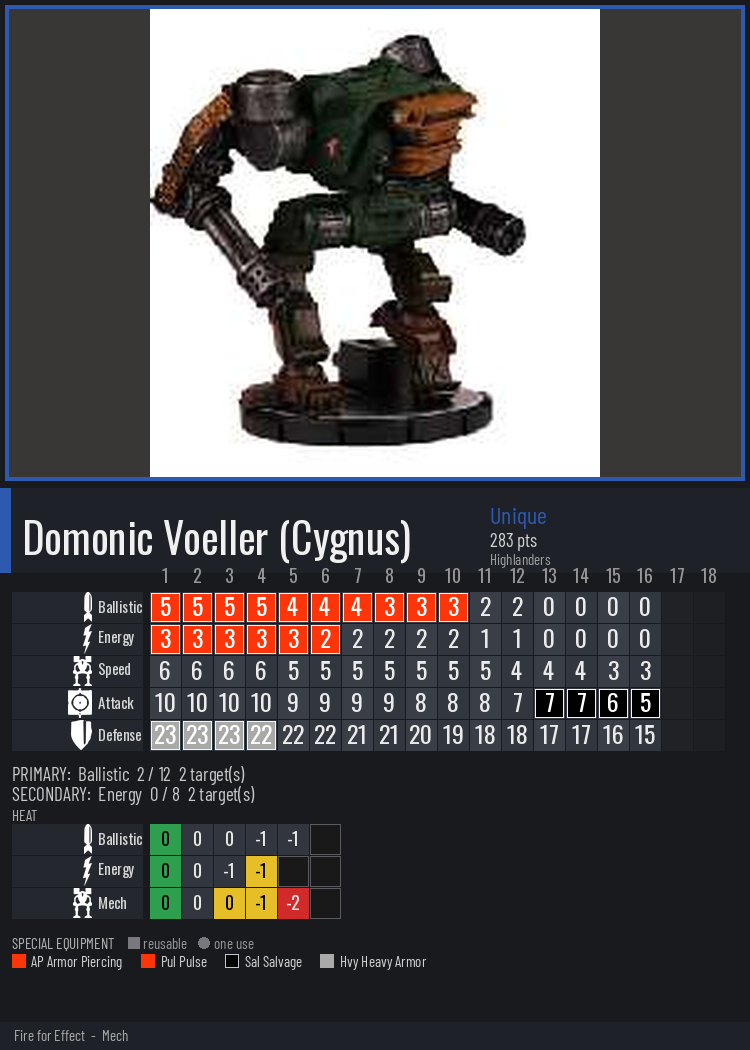 Domonic Voeller (Cygnus)
Unique
283 pts
Highlanders
1 2 3 4 5 6 7 8 9 10 11 12 13 14 15 16 17 18
Ballistic 5 5 5 5 4 4 4 3 3 3 2 2 0 0 0 0
Energy 3 3 3 3 3 2 2 2 2 2 1 1 0 0 0 0
Speed 6 6 6 6 5 5 5 5 5 5 5 4 4 4 3 3
Attack 10 10 10 10 9 9 9 9 8 8 8 7 7 7 6 5
Defense 23 23 23 22 22 22 21 21 20 19 18 18 17 17 16 15
PRIMARY: Ballistic 2 / 12 2 target(s)
SECONDARY: Energy 0 / 8 2 target(s)
HEAT
Ballistic 0 0 0 -1 -1
Energy 0 0 -1 -1
Mech 0 0 0 -1 -2
SPECIAL EQUIPMENT reusable one use
AP Armor Piercing Pul Pulse Sal Salvage Hvy Heavy Armor
Fire for Effect - Mech